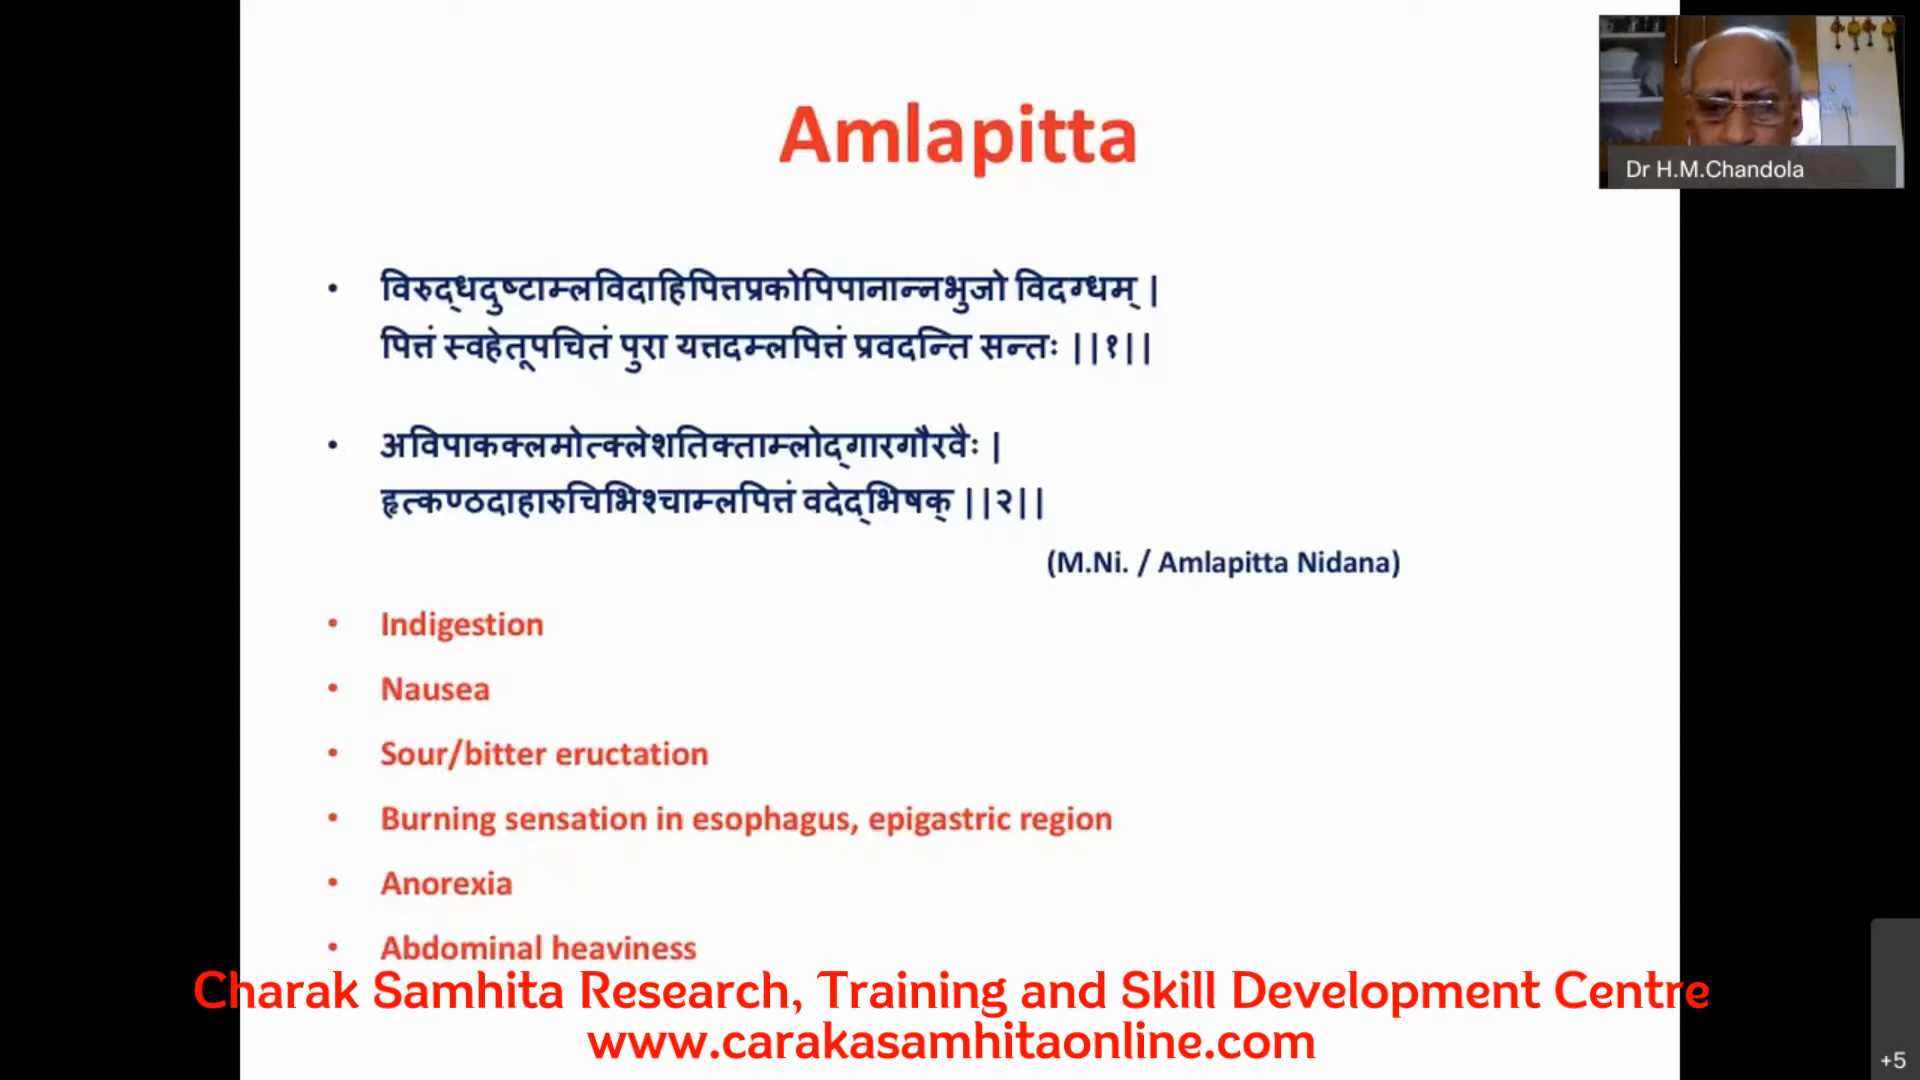 Amlapitta
Dr H.M.Chandola
• विरुद्धदुष्टाम्लविदाहिपित्तप्रकोपिपानान्नभुजो विदग्धम् |
पित्तं स्वहेतूपचितं पुरा यत्तदम्लपित्तं प्रवदन्ति सन्तः ||१||
• अविपाकक्लमोत्क्लेशतिक्ताम्लोद्गारगौरवैः |
हृत्कण्ठदाहारुचिभिश्चाम्लपित्तं वदेद्भिषक् ||२||
(M.Ni. / Amlapitta Nidana)
• Indigestion
• Nausea
• Sour/bitter eructation
• Burning sensation in esophagus, epigastric region
• Anorexia
• Abdominal heaviness
Charak Samhita Research, Training and Skill Development Centre
www.carakasamhitaonline.com
+5